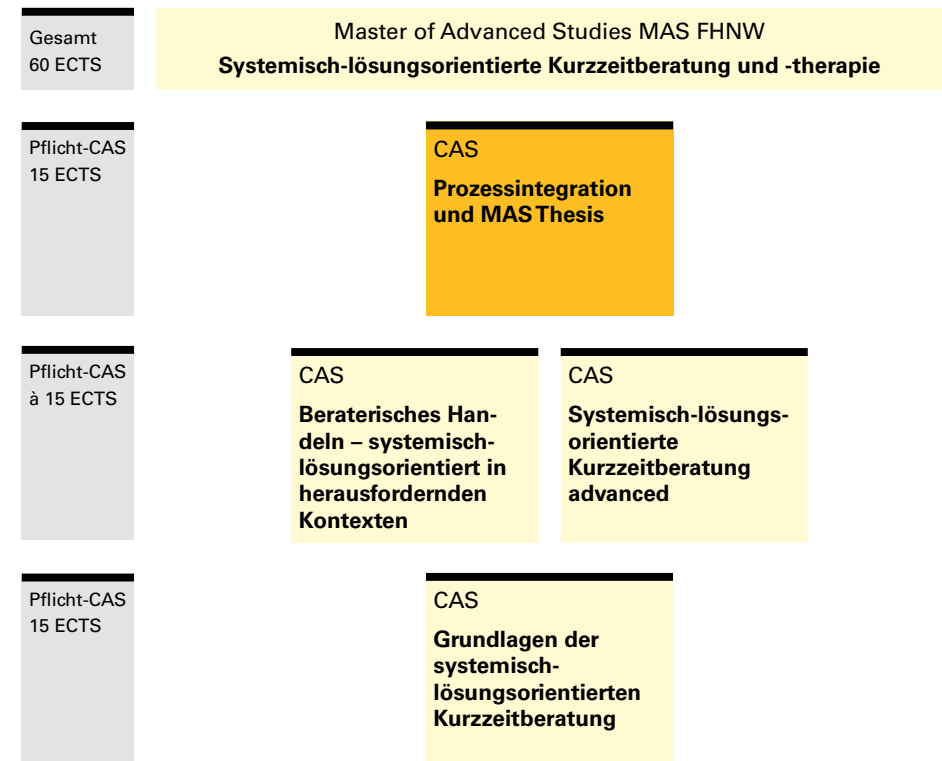 Gesamt
60 ECTS
Master of Advanced Studies MAS FHNW
Systemisch-lösungsorientierte Kurzzeitberatung und -therapie
Pflicht-CAS
15 ECTS
CAS
Prozessintegration
und MAS Thesis
Pflicht-CAS
à 15 ECTS
CAS
Beraterisches Han-
deln – systemisch-
lösungsorientiert in
herausfordernden
Kontexten
CAS
Systemisch-lösungs-
orientierte
Kurzzeitberatung
advanced
Pflicht-CAS
15 ECTS
CAS
Grundlagen der
systemisch-
lösungsorientierten
Kurzzeitberatung